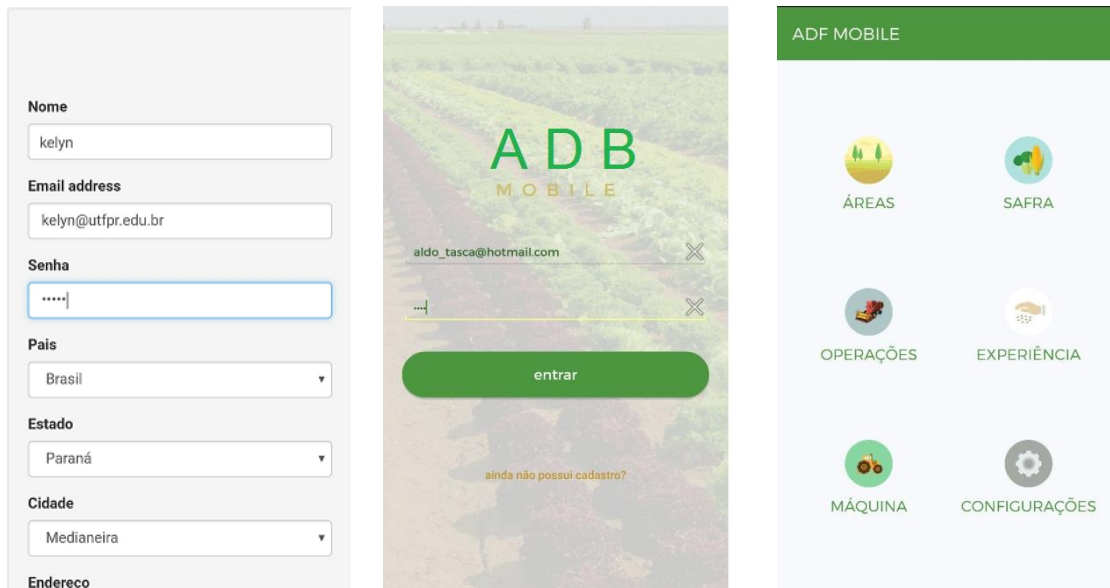 Nome
kelyn
Email address
kelyn@utfpr.edu.br
Senha
•••••
Pais
Brasil
Estado
Paraná
Cidade
Medianeira
Endereço
ADB
MOBILE
aldo_tasca@hotmail.com
••••
entrar
ainda não possui cadastro?
ADF MOBILE
ÁREAS SAFRA
OPERAÇÕES EXPERIÊNCIA
MÁQUINA CONFIGURAÇÕES